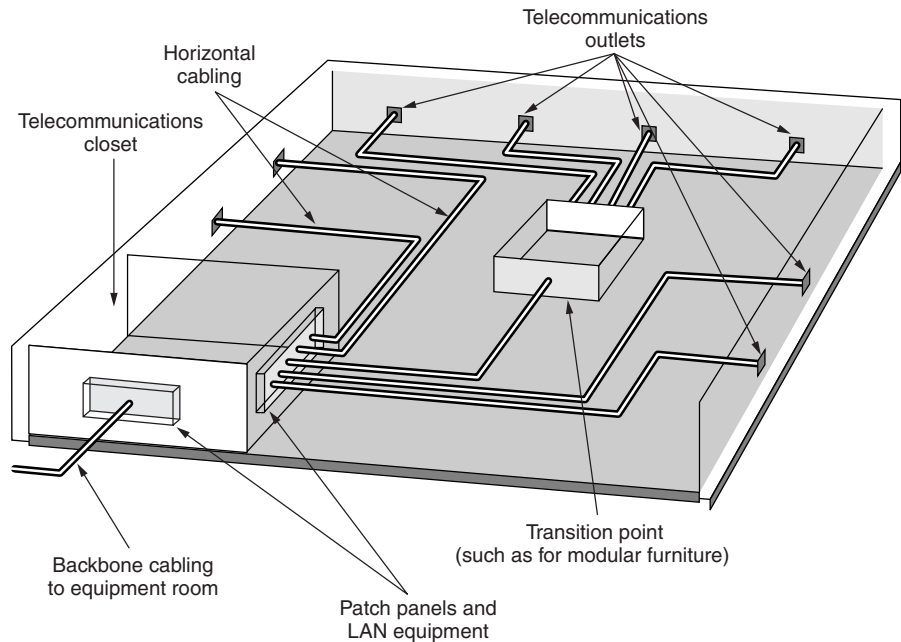 Telecommunications
outlets
Horizontal
cabling
Telecommunications
closet
Transition point
(such as for modular furniture)
Backbone cabling
to equipment room
Patch panels and
LAN equipment